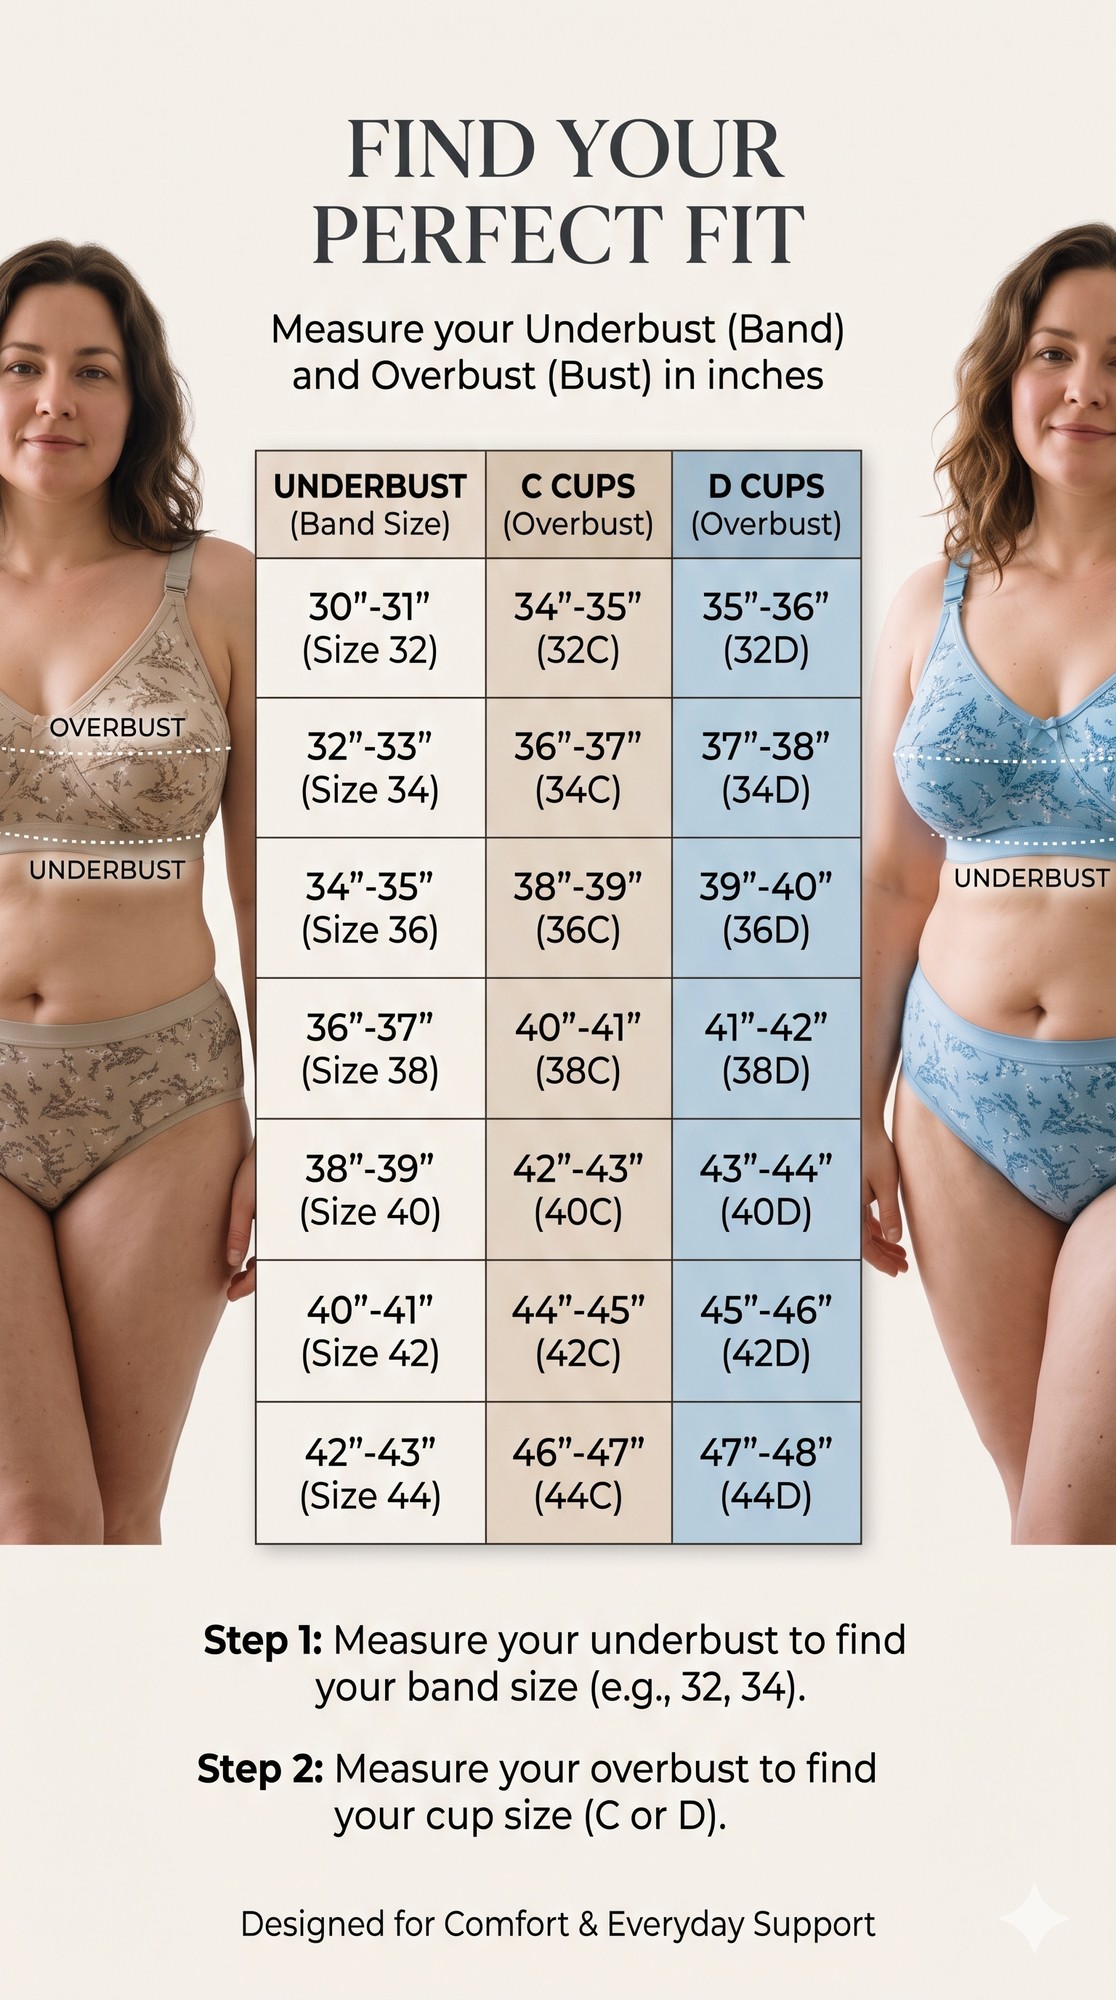 FIND YOUR
PERFECT FIT
Measure your Underbust (Band)
and Overbust (Bust) in inches
UNDERBUST
(Band Size)
C CUPS
(Overbust)
D CUPS
(Overbust)
30”-31”
(Size 32)
34”-35”
(32C)
35”-36”
(32D)
32”-33”
(Size 34)
36”-37”
(34C)
37”-38”
(34D)
34”-35”
(Size 36)
38”-39”
(36C)
39”-40”
(36D)
36”-37”
(Size 38)
40”-41”
(38C)
41”-42”
(38D)
38”-39”
(Size 40)
42”-43”
(40C)
43”-44”
(40D)
40”-41”
(Size 42)
44”-45”
(42C)
45”-46”
(42D)
42”-43”
(Size 44)
46”-47”
(44C)
47”-48”
(44D)
OVERBUST
UNDERBUST
UNDERBUST
Step 1: Measure your underbust to find
your band size (e.g., 32, 34).
Step 2: Measure your overbust to find
your cup size (C or D).
Designed for Comfort & Everyday Support